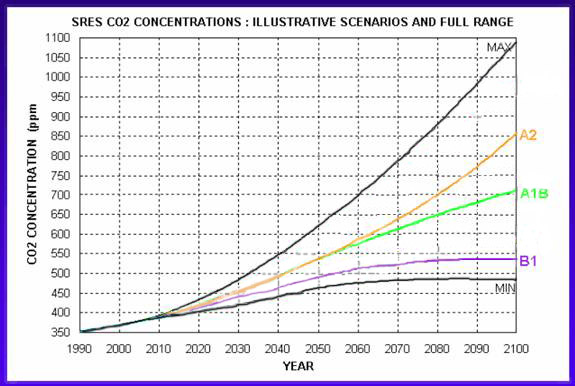 SRES CO2 CONCENTRATIONS : ILLUSTRATIVE SCENARIOS AND FULL RANGE
CO2 CONCENTRATION (ppm
1100
1050
1000
950
900
850
800
750
700
650
600
550
500
450
400
350
MAX
A2
A1B
B1
MIN
1990 2000 2010 2020 2030 2040 2050 2060 2070 2080 2090 2100
YEAR